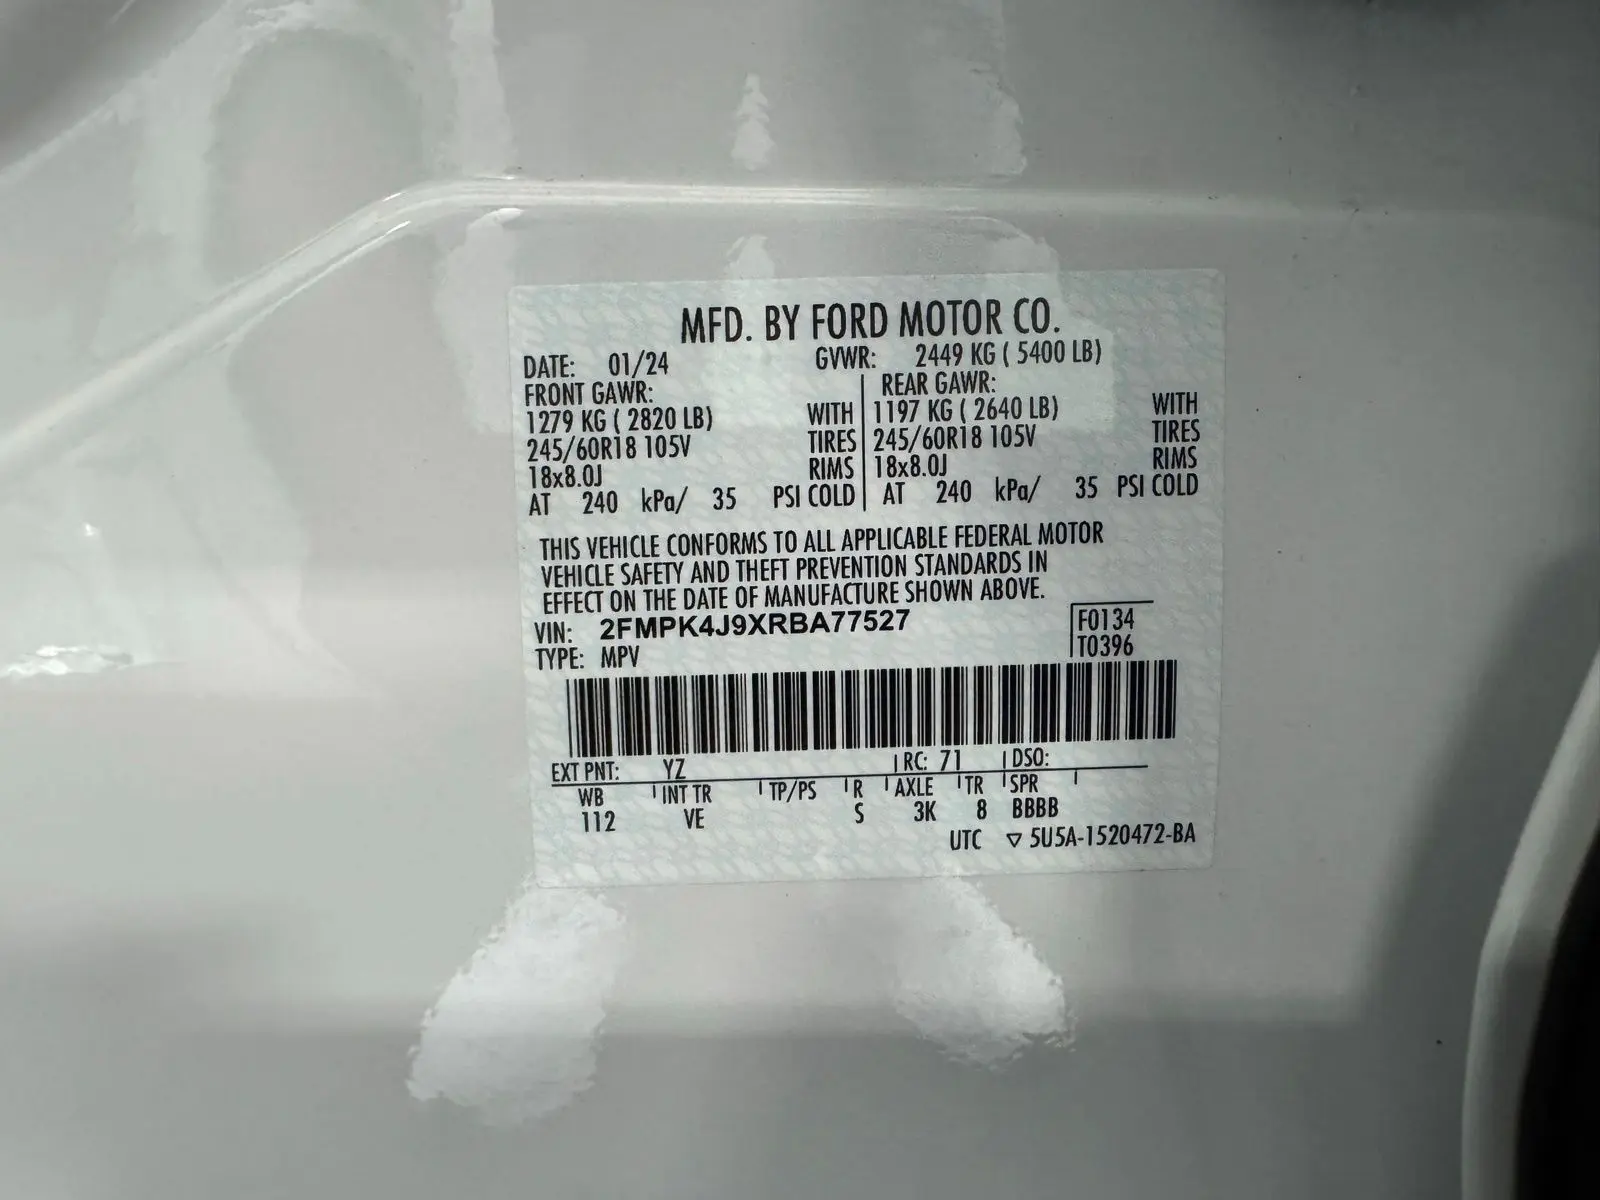 MFD. BY FORD MOTOR CO.
DATE: 01/24 GVWR: 2449 KG ( 5400 LB)
FRONT GAWR: REAR GAWR:
1279 KG ( 2820 LB) WITH 1197 KG ( 2640 LB) WITH
245/60R18 105V TIRES 245/60R18 105V TIRES
18x8.0J RIMS 18x8.0J RIMS
AT 240 kPa/ 35 PSI COLD AT 240 kPa/ 35 PSI COLD
THIS VEHICLE CONFORMS TO ALL APPLICABLE FEDERAL MOTOR
VEHICLE SAFETY AND THEFT PREVENTION STANDARDS IN
EFFECT ON THE DATE OF MANUFACTURE SHOWN ABOVE.
VIN: 2FMPK4J9XRBA77527 F0134
TYPE: MPV T0396
EXT PNT: YZ RC: 71 DSO:
WB INT TR TP/PS R AXLE TR SPR
112 VE S 3K 8 BBBB
UTC ▽ 5U5A-1520472-BA